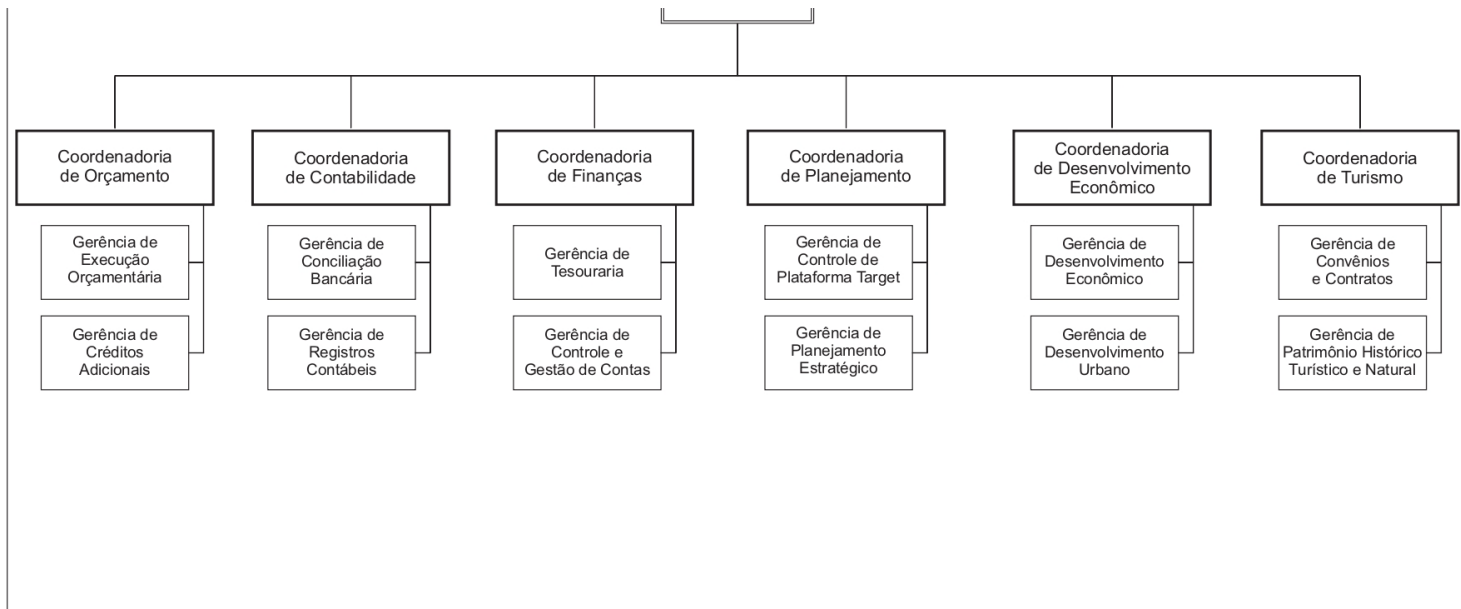 Coordenadoria
de Orçamento
Coordenadoria
de Contabilidade
Coordenadoria
de Finanças
Coordenadoria
de Planejamento
Coordenadoria
de Desenvolvimento
Econômico
Coordenadoria
de Turismo
Gerência de
Execução
Orçamentária
Gerência de
Conciliação
Bancária
Gerência de
Tesouraria
Gerência de
Controle de
Plataforma Target
Gerência de
Desenvolvimento
Econômico
Gerência de
Convênios
e Contratos
Gerência de
Créditos
Adicionais
Gerência de
Registros
Contábeis
Gerência de
Controle e
Gestão de Contas
Gerência de
Planejamento
Estratégico
Gerência de
Desenvolvimento
Urbano
Gerência de
Patrimônio Histórico
Turístico e Natural